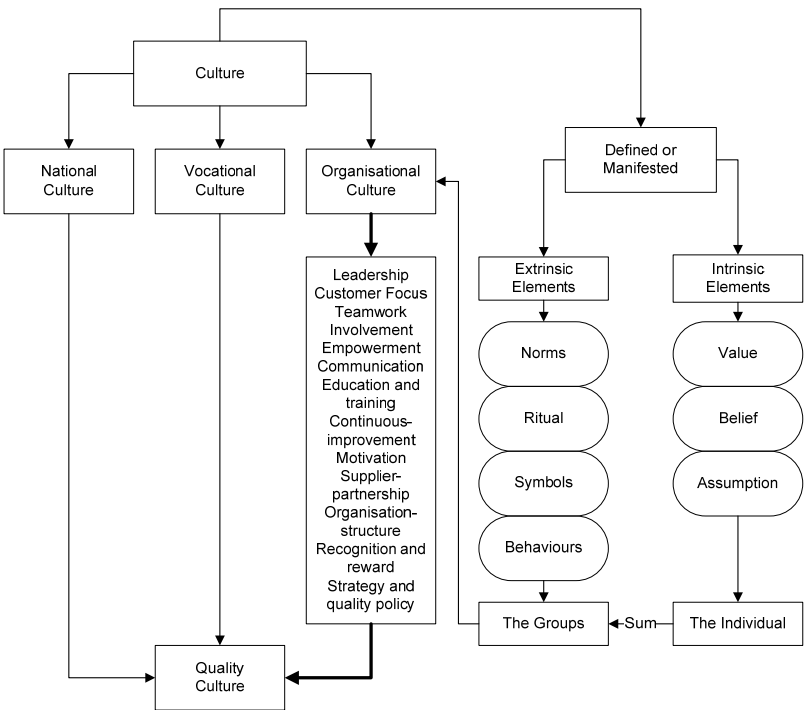 Culture
National
Culture
Vocational
Culture
Organisational
Culture
Defined or
Manifested
Leadership
Customer Focus
Teamwork
Involvement
Empowerment
Communication
Education and
training
Continuous-
improvement
Motivation
Supplier-
partnership
Organisation-
structure
Recognition and
reward
Strategy and
quality policy
Extrinsic
Elements
Norms
Ritual
Symbols
Behaviours
The Groups
Intrinsic
Elements
Value
Belief
Assumption
The Individual
Sum
Quality
Culture